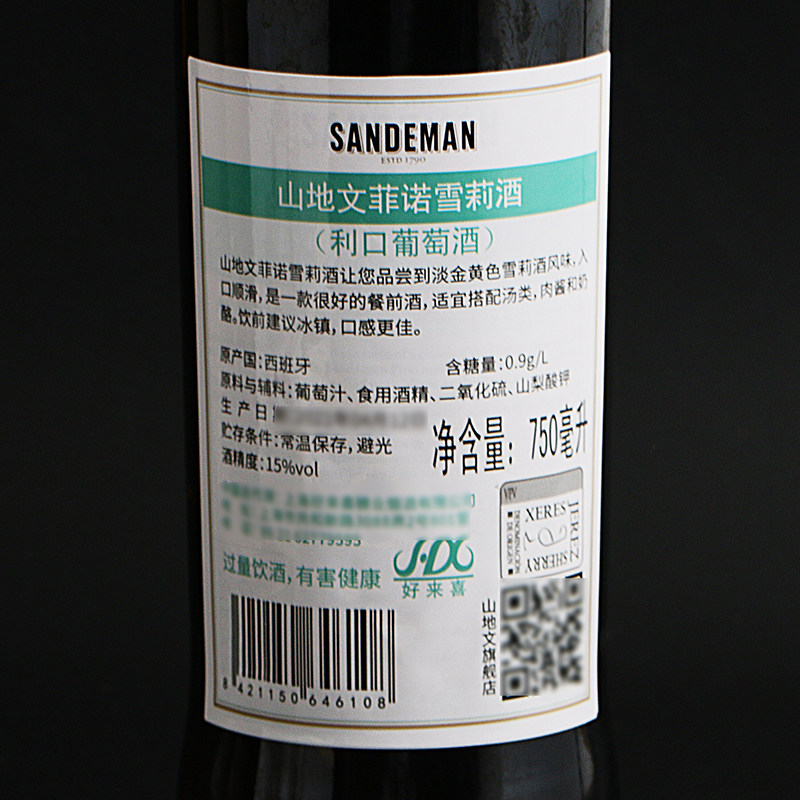 SANDEMAN
ESTD 1790
山地文菲诺雪莉酒
（利口葡萄酒）
山地文菲诺雪莉酒让您品尝到淡金黄色雪莉酒风味,入
口顺滑,是一款很好的餐前酒,适宜搭配汤类,肉酱和奶
酪。饮前建议冰镇,口感更佳。
原产国:西班牙
含糖量:0.9g/L
原料与辅料:葡萄汁、食用酒精、二氧化硫、山梨酸钾
生产日
贮存条件:常温保存,避光
净含量: 750毫升
酒精度:15%vol
过量饮酒,有害健康
好来喜
VIN
JEREZ
XERES
SHERRY
DENOMINACION
DE ORIGEN
山地文旗舰店
8 421150 646108